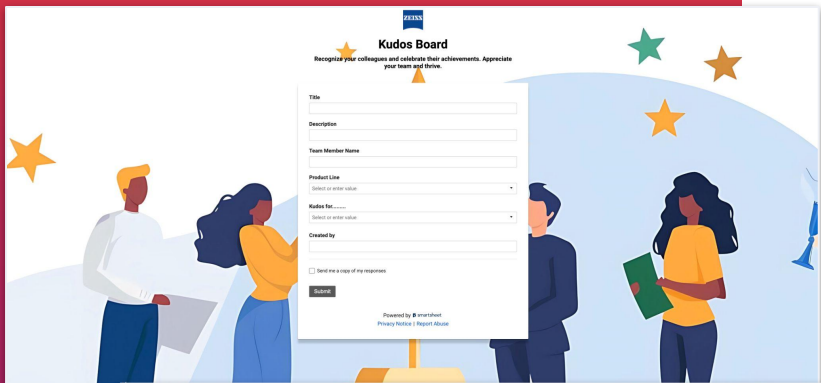 ZEISS
Kudos Board
Recognize your colleagues and celebrate their achievements. Appreciate
your team and thrive.
Title
Description
Team Member Name
Product Line
Select or enter value
Kudos for.........
Select or enter value
Created by
Send me a copy of my responses
Submit
Powered by smartsheet
Privacy Notice | Report Abuse